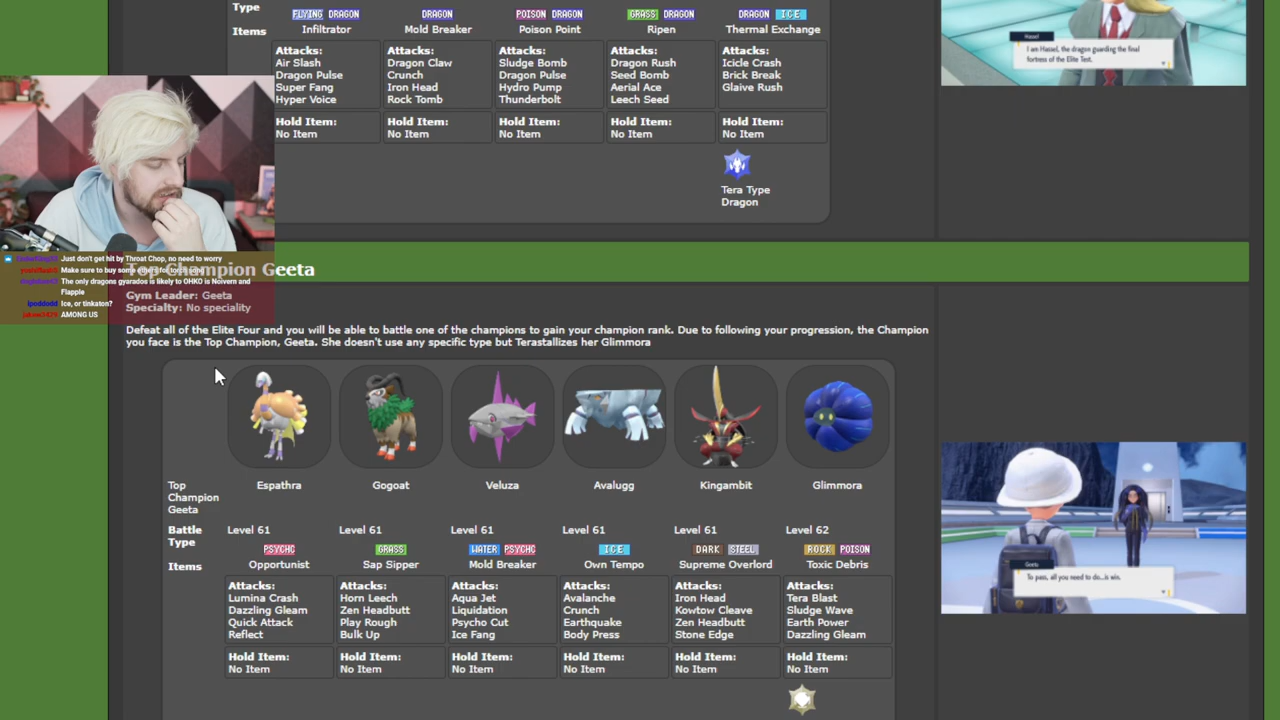 Type
Items
FLYING DRAGON
Infiltrator
DRAGON
Mold Breaker
POISON DRAGON
Poison Point
GRASS DRAGON
Ripen
DRAGON ICE
Thermal Exchange
Attacks:
Air Slash
Dragon Pulse
Super Fang
Hyper Voice
Attacks:
Dragon Claw
Crunch
Iron Head
Rock Tomb
Attacks:
Sludge Bomb
Dragon Pulse
Hydro Pump
Thunderbolt
Attacks:
Dragon Rush
Seed Bomb
Aerial Ace
Leech Seed
Attacks:
Icicle Crash
Brick Break
Glaive Rush
Hold Item:
No Item
Hold Item:
No Item
Hold Item:
No Item
Hold Item:
No Item
Hold Item:
No Item
Tera Type
Dragon
Hassel
I am Hassel, the dragon guarding the final
fortress of the Elite Test.
Just don't get hit by Throat Chop, no need to
worry
Make sure to buy some
The only dragons gyarados is likely to OHKO is Noivern and
Flapple
Ice, or tinkaton?
AMONG US
Top Champion Geeta
Gym Leader: Geeta
Specialty: No speciality
Defeat all of the Elite Four and you will be able to battle one of the champions to gain your champion rank. Due to following your progression, the Champion
you face is the Top Champion, Geeta. She doesn't use any specific type but Terastallizes her Glimmora
Top
Champion
Geeta
Espathra
Gogoat
Veluza
Avalugg
Kingambit
Glimmora
Battle
Type
Items
Level 61
Level 61
Level 61
Level 61
Level 61
Level 62
PSYCHC
Opportunist
GRASS
Sap Sipper
WATER PSYCHC
Mold Breaker
ICE
Own Tempo
DARK STEEL
Supreme Overlord
ROCK POISON
Toxic Debris
Attacks:
Lumina Crash
Dazzling Gleam
Quick Attack
Reflect
Attacks:
Horn Leech
Zen Headbutt
Play Rough
Bulk Up
Attacks:
Aqua Jet
Liquidation
Psycho Cut
Ice Fang
Attacks:
Avalanche
Crunch
Earthquake
Body Press
Attacks:
Iron Head
Kowtow Cleave
Zen Headbutt
Stone Edge
Attacks:
Tera Blast
Sludge Wave
Earth Power
Dazzling Gleam
Hold Item:
No Item
Hold Item:
No Item
Hold Item:
No Item
Hold Item:
No Item
Hold Item:
No Item
Hold Item:
No Item
Geeta
To pass, all you need to do...is win.